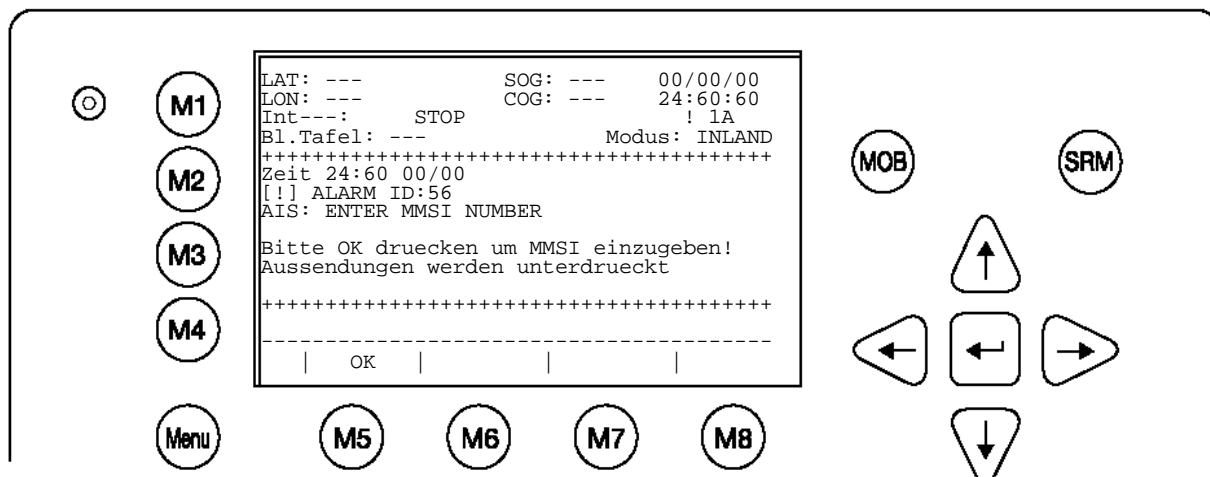 LAT: --- SOG: --- 00/00/00
LON: --- COG: --- 24:60:60
Int---: STOP ! 1A
Bl.Tafel: --- Modus: INLAND
++++++++++++++++++++++++++++++++++++++++
Zeit 24:60 00/00
[!] ALARM ID:56
AIS: ENTER MMSI NUMBER
Bitte OK druecken um MMSI einzugeben!
Aussendungen werden unterdrueckt
++++++++++++++++++++++++++++++++++++++++
----------------------------------------
| OK | | |
M1
M2
M3
M4
Menu
M5
M6
M7
M8
MOB
SRM